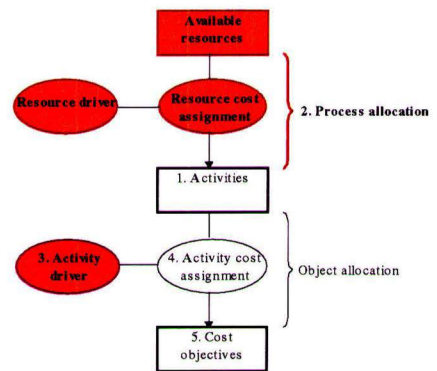 Available
resources
Resource driver
Resource cost
assignment
2. Process allocation
1. Activities
3. Activity
driver
4. Activity cost
assignment
Object allocation
5. Cost
objectives